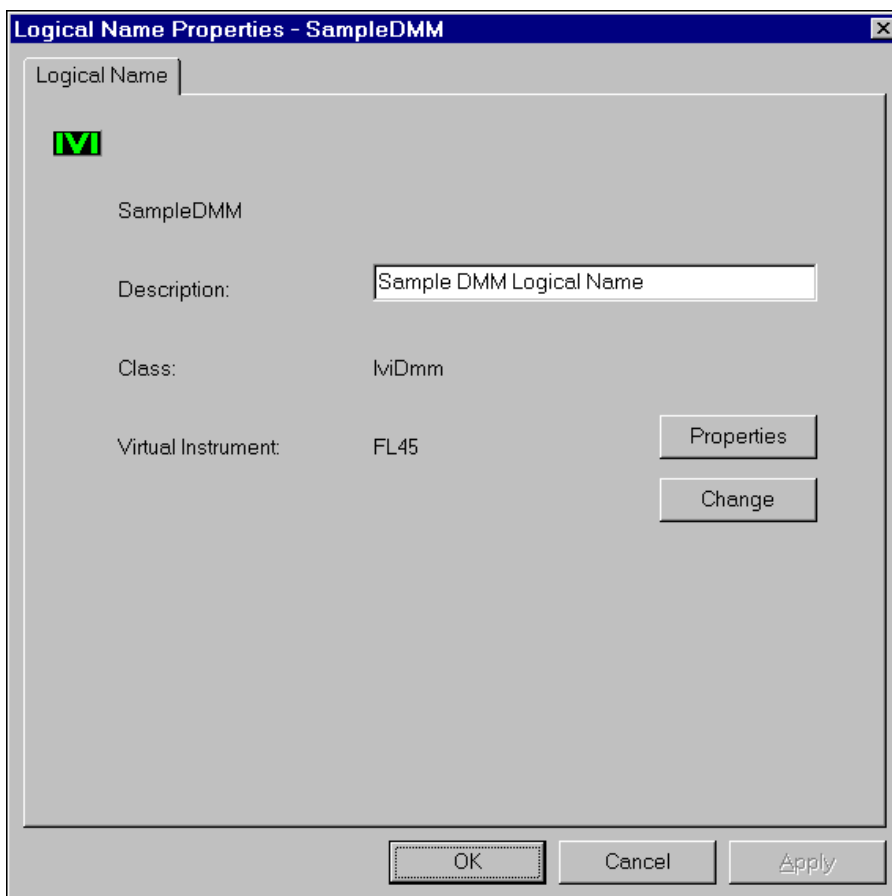 Logical Name Properties - SampleDMM
Logical Name
IVI
SampleDMM
Description: Sample DMM Logical Name
Class: IviDmm
Virtual Instrument: FL45 Properties
Change
OK Cancel Apply